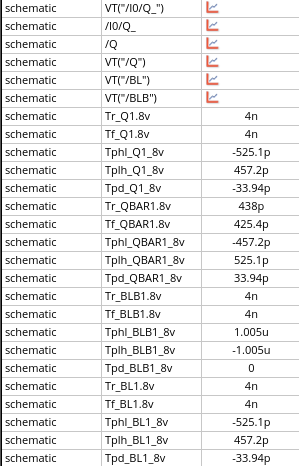 schematic VT("/I0/Q_")
schematic /I0/Q_
schematic /Q
schematic VT("/Q")
schematic VT("/BL")
schematic VT("/BLB")
schematic Tr_Q1.8v 4n
schematic Tf_Q1.8v 4n
schematic Tphl_Q1_8v -525.1p
schematic Tplh_Q1_8v 457.2p
schematic Tpd_Q1_8v -33.94p
schematic Tr_QBAR1.8v 438p
schematic Tf_QBAR1.8v 425.4p
schematic Tphl_QBAR1_8v -457.2p
schematic Tplh_QBAR1_8v 525.1p
schematic Tpd_QBAR1_8v 33.94p
schematic Tr_BLB1.8v 4n
schematic Tf_BLB1.8v 4n
schematic Tphl_BLB1_8v 1.005u
schematic Tplh_BLB1_8v -1.005u
schematic Tpd_BLB1_8v 0
schematic Tr_BL1.8v 4n
schematic Tf_BL1.8v 4n
schematic Tphl_BL1_8v -525.1p
schematic Tplh_BL1_8v 457.2p
schematic Tpd_BL1_8v -33.94p